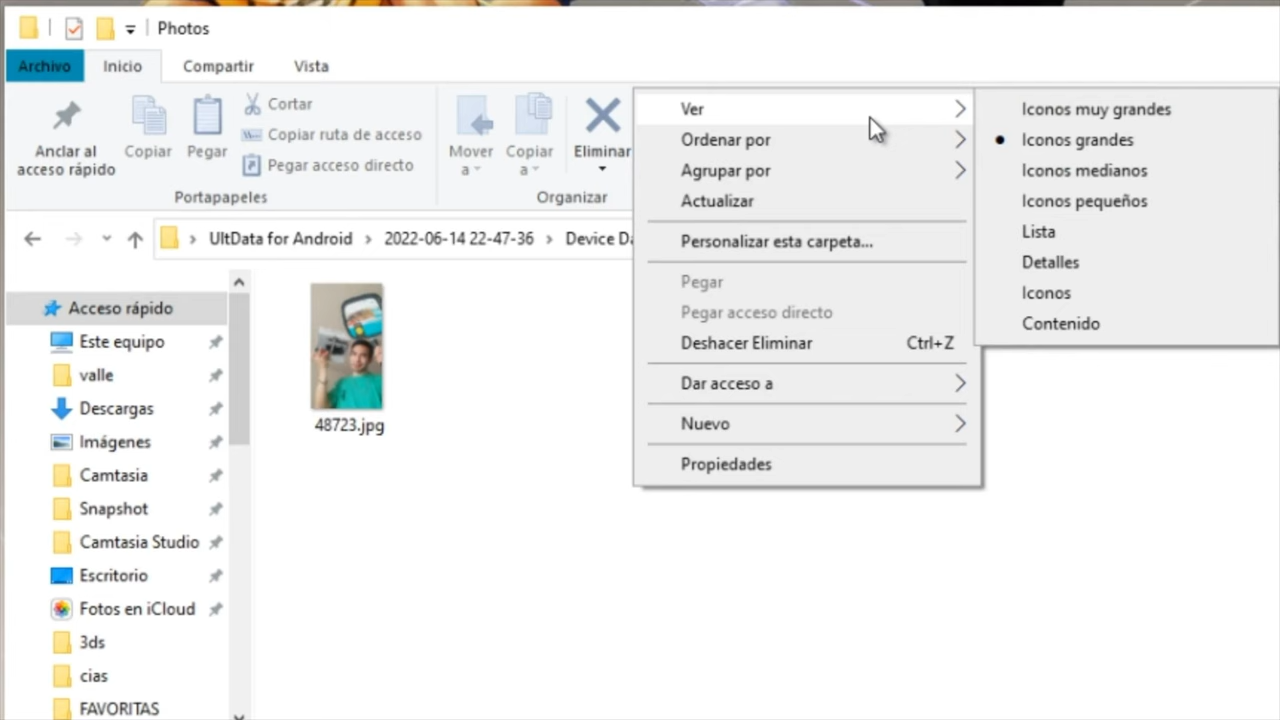 Photos
Archivo Inicio Compartir Vista
Anclar al acceso rápido
Copiar
Pegar
Cortar
Copiar ruta de acceso
Pegar acceso directo
Mover a
Copiar a
Eliminar
Portapapeles
Organizar
UltData for Android > 2022-06-14 22-47-36 > Device Da
Acceso rápido
Este equipo
valle
Descargas
Imágenes
Camtasia
Snapshot
Camtasia Studio
Escritorio
Fotos en iCloud
3ds
cias
FAVORITAS
48723.jpg
Ver
Ordenar por
Agrupar por
Actualizar
Personalizar esta carpeta...
Pegar
Pegar acceso directo
Deshacer Eliminar Ctrl+Z
Dar acceso a
Nuevo
Propiedades
Iconos muy grandes
Iconos grandes
Iconos medianos
Iconos pequeños
Lista
Detalles
Iconos
Contenido